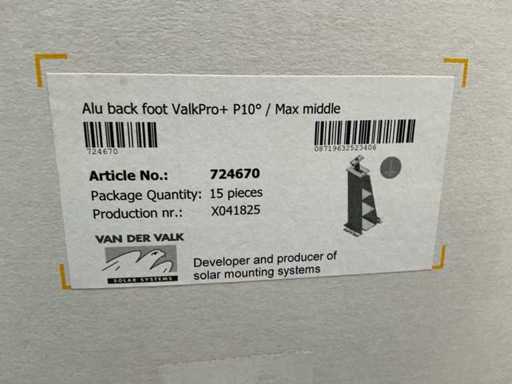 Alu back foot ValkPro+ P10° / Max middle
724670
08719632523406
Article No.: 724670
Package Quantity: 15 pieces
Production nr.: X041825
VAN DER VALK
SOLAR SYSTEMS
Developer and producer of
solar mounting systems